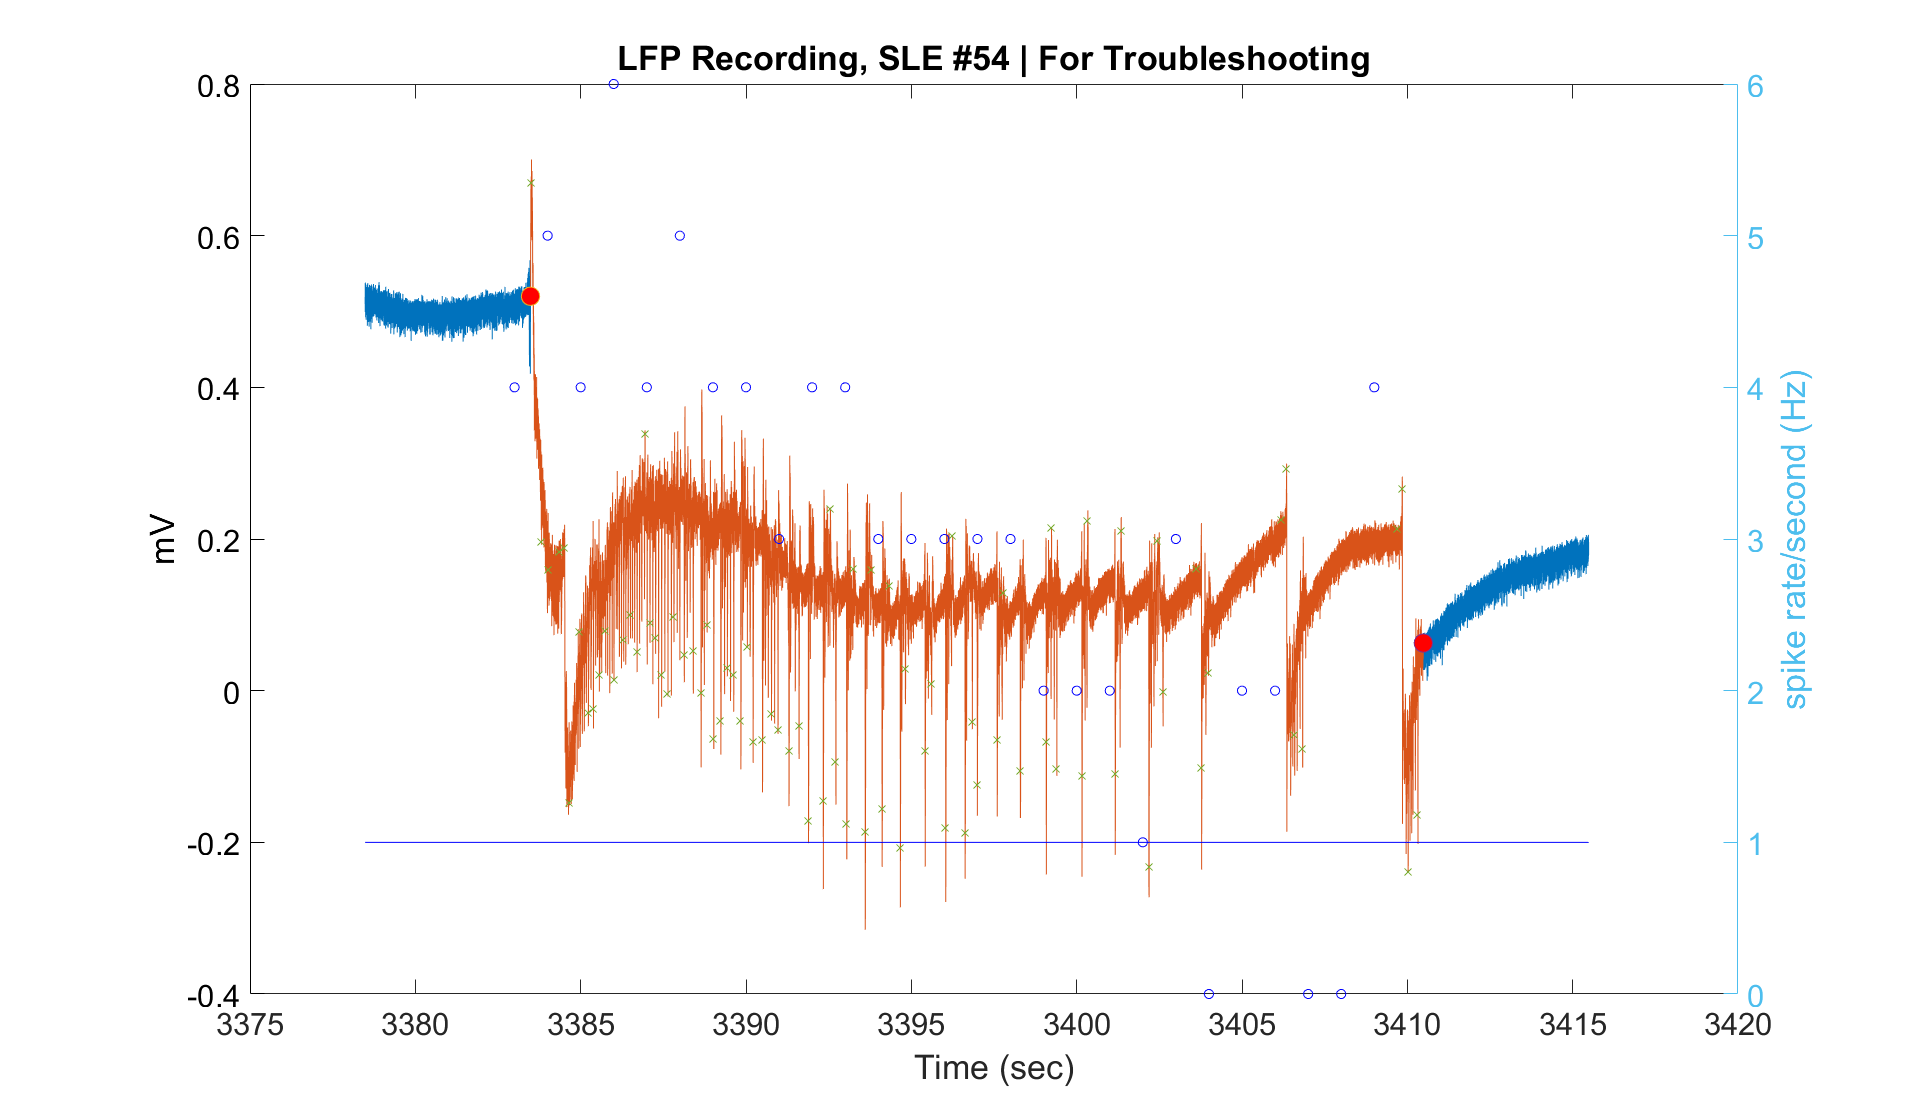 LFP Recording, SLE #54 | For Troubleshooting
0.8
0.6
0.4
0.2
0
-0.2
-0.4
mV
6
5
4
3
2
1
0
spike rate/second (Hz)
3375 3380 3385 3390 3395 3400 3405 3410 3415 3420
Time (sec)